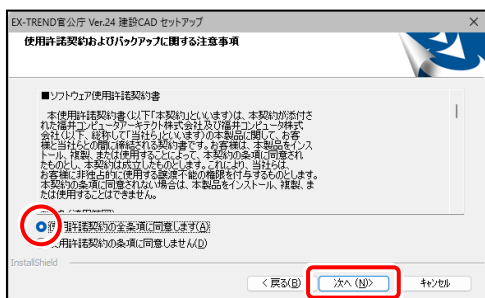 EX-TREND官公庁 Ver.24 建設CAD セットアップ
使用許諾契約およびバックアップに関する注意事項
■ソフトウェア使用許諾契約書
本使用許諾契約書(以下「本契約」といいます)は、本契約が添付さ
れた福井コンピュータアーキテクト株式会社及び福井コンピュータ株式
会社(以下、総称して「当社ら」といいます)の本製品に関して、お客
様と当社らとの間に締結される契約書です。お客様は、本製品をインス
トール、複製、または使用することによって、本契約の条項に同意され
たものとし、本契約は成立したものとします。これにより、当社らは、
お客様に非独占的に使用する譲渡不能の権限を付与するものとします。
本契約の条項に同意されない場合は、本製品をインストール、複製、ま
たは使用することはできません。
使用許諾契約の全条項に同意します(A)
使用許諾契約の条項に同意しません(D)
InstallShield
< 戻る(B)
次へ (N)>
キャンセル